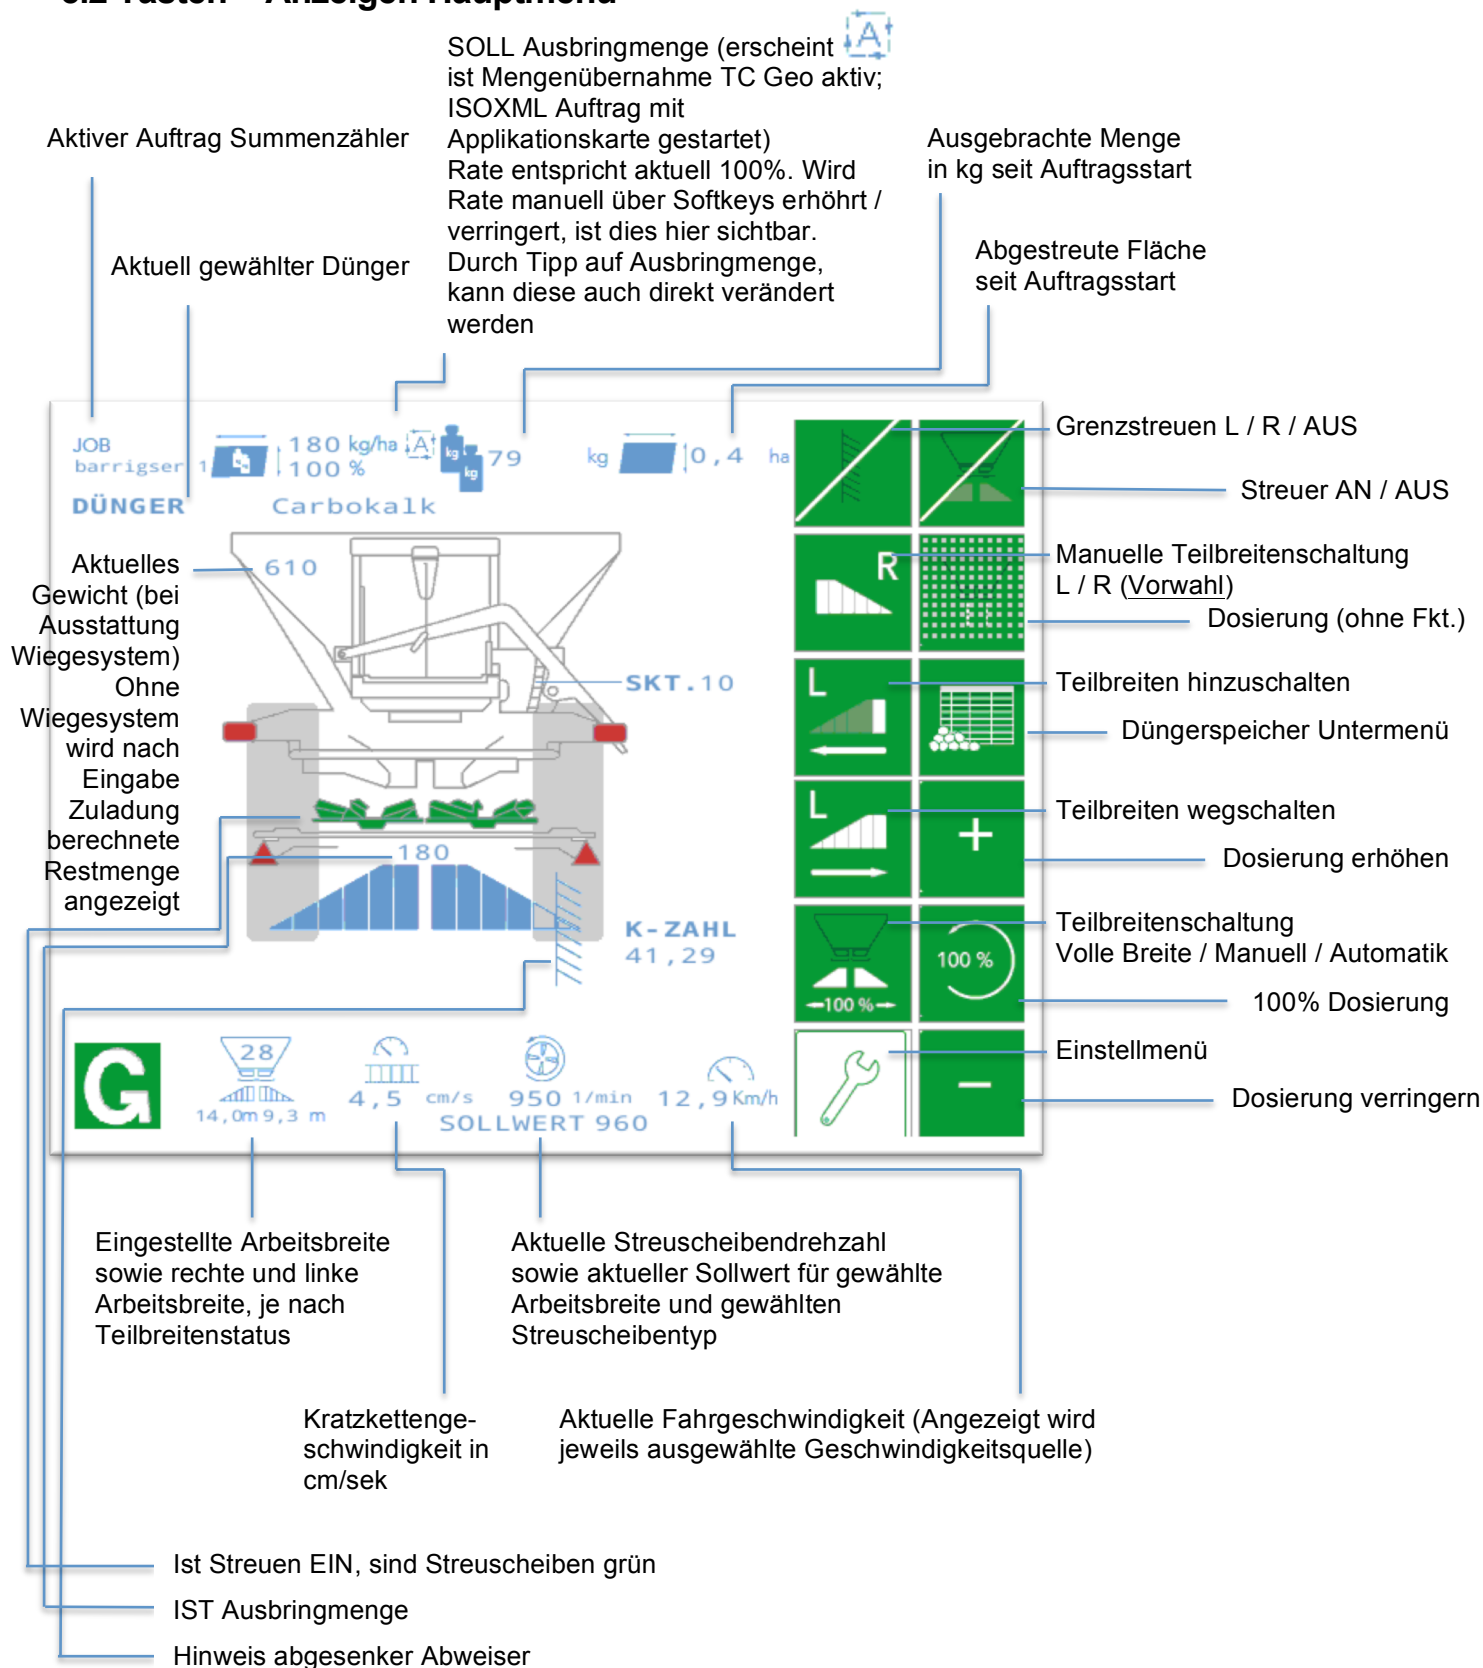 5.2 Tasten – Anzeigen Hauptmenü
SOLL Ausbringmenge (erscheint A
ist Mengenübernahme TC Geo aktiv;
ISOXML Auftrag mit
Applikationskarte gestartet)
Rate entspricht aktuell 100%. Wird
Rate manuell über Softkeys erhöhrt /
verringert, ist dies hier sichtbar.
Durch Tipp auf Ausbringmenge,
kann diese auch direkt verändert
werden
Aktiver Auftrag Summenzähler
Aktuell gewählter Dünger
Ausgebrachte Menge
in kg seit Auftragsstart
Abgestreute Fläche
seit Auftragsstart
JOB
barrigser 1
180 kg/ha A
100 %
kg
kg
79 kg
0,4 ha
DÜNGER Carbokalk
610
SKT.10
180
K-ZAHL
41,29
G
28
14,0m 9,3 m
4,5 cm/s
950 1/min
SOLLWERT 960
12,9 Km/h
R
L
L
+
100 %
100 %
–
Aktuelles
Gewicht (bei
Ausstattung
Wiegesystem)
Ohne
Wiegesystem
wird nach
Eingabe
Zuladung
berechnete
Restmenge
angezeigt
Grenzstreuen L / R / AUS
Streuer AN / AUS
Manuelle Teilbreitenschaltung
L / R (Vorwahl)
Dosierung (ohne Fkt.)
Teilbreiten hinzuschalten
Düngerspeicher Untermenü
Teilbreiten wegschalten
Dosierung erhöhen
Teilbreitenschaltung
Volle Breite / Manuell / Automatik
100% Dosierung
Einstellmenü
Dosierung verringern
Eingestellte Arbeitsbreite
sowie rechte und linke
Arbeitsbreite, je nach
Teilbreitenstatus
Aktuelle Streuscheibendrehzahl
sowie aktueller Sollwert für gewählte
Arbeitsbreite und gewählten
Streuscheibentyp
Kratzkettenge-
schwindigkeit in
cm/sek
Aktuelle Fahrgeschwindigkeit (Angezeigt wird
jeweils ausgewählte Geschwindigkeitsquelle)
Ist Streuen EIN, sind Streuscheiben grün
IST Ausbringmenge
Hinweis abgesenker Abweiser